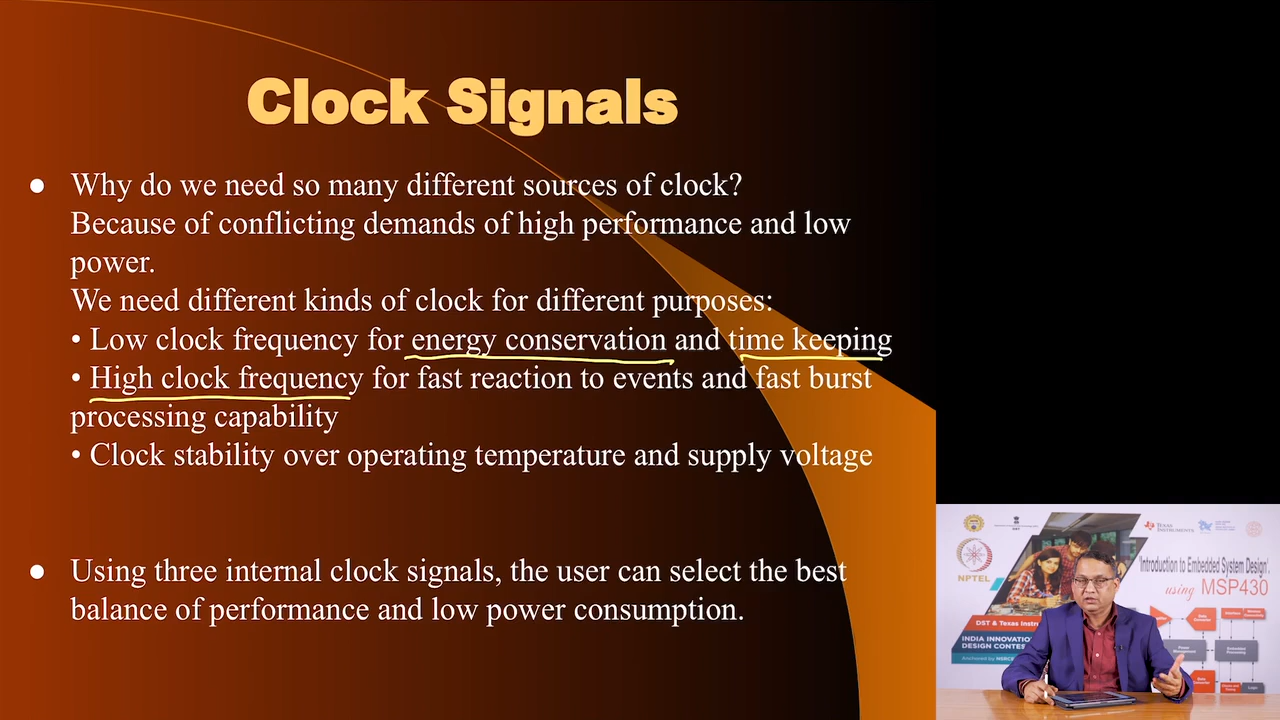 Clock Signals
● Why do we need so many different sources of clock?
Because of conflicting demands of high performance and low
power.
We need different kinds of clock for different purposes:
• Low clock frequency for energy conservation and time keeping
• High clock frequency for fast reaction to events and fast burst
processing capability
• Clock stability over operating temperature and supply voltage
● Using three internal clock signals, the user can select the best
balance of performance and low power consumption.
TEXAS INSTRUMENTS
NPTEL
'Introduction to Embedded System Design'
using MSP430
DST & Texas Instru
INDIA INNOVATIO
DESIGN CONTES